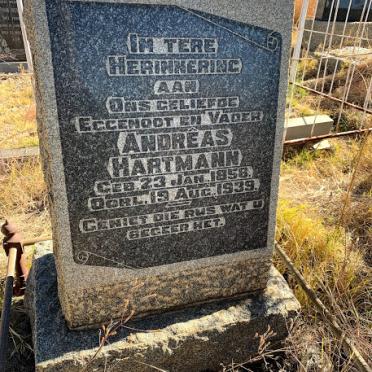 IN TERE
HERINNERING
AAN
ONS GELIEFDE
EGGENOOT EN VADER
ANDRÊAS
HARTMANN
GEB. 23 JAN. 1858.
OORL. 19 AUG. 1939.
GENIET DIE RUS WAT U
BEGEER HET.